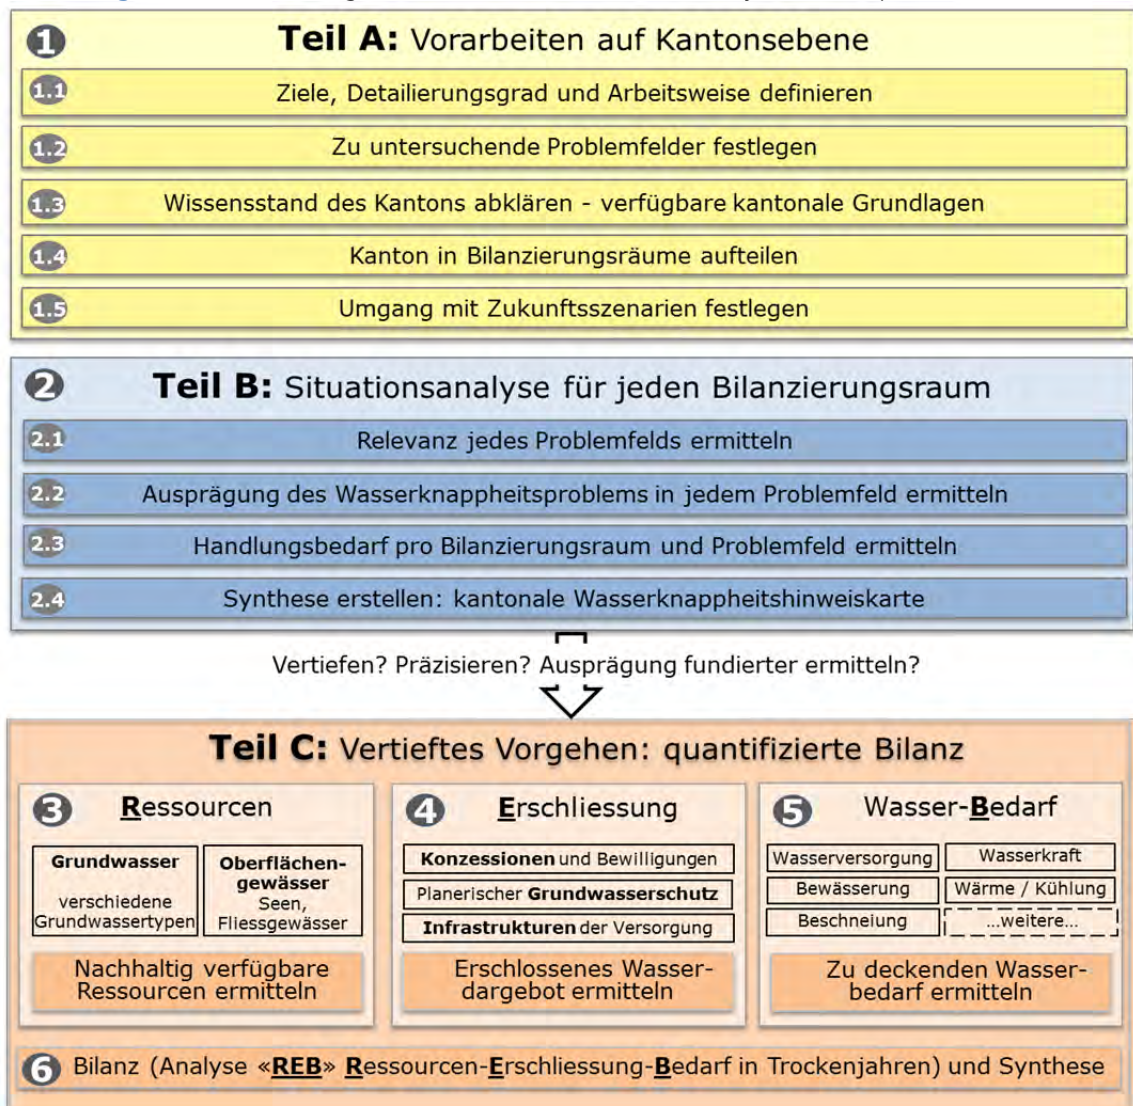 1 Teil A: Vorarbeiten auf Kantonsebene
1.1 Ziele, Detailierungsgrad und Arbeitsweise definieren
1.2 Zu untersuchende Problemfelder festlegen
1.3 Wissensstand des Kantons abklären - verfügbare kantonale Grundlagen
1.4 Kanton in Bilanzierungsräume aufteilen
1.5 Umgang mit Zukunftsszenarien festlegen
2 Teil B: Situationsanalyse für jeden Bilanzierungsraum
2.1 Relevanz jedes Problemfelds ermitteln
2.2 Ausprägung des Wasserknappheitsproblems in jedem Problemfeld ermitteln
2.3 Handlungsbedarf pro Bilanzierungsraum und Problemfeld ermitteln
2.4 Synthese erstellen: kantonale Wasserknappheitshinweiskarte
Vertiefen? Präzisieren? Ausprägung fundierter ermitteln?
Teil C: Vertieftes Vorgehen: quantifizierte Bilanz
3 Ressourcen
Grundwasser
verschiedene
Grundwassertypen
Oberflächen-
gewässer
Seen,
Fliessgewässer
Nachhaltig verfügbare
Ressourcen ermitteln
4 Erschliessung
Konzessionen und Bewilligungen
Planerischer Grundwasserschutz
Infrastrukturen der Versorgung
Erschlossenes Wasser-
dargebot ermitteln
5 Wasser-Bedarf
Wasserversorgung
Wasserkraft
Bewässerung
Wärme / Kühlung
Beschneiung
...weitere...
Zu deckenden Wasser-
bedarf ermitteln
6 Bilanz (Analyse «REB» Ressourcen-Erschliessung-Bedarf in Trockenjahren) und Synthese